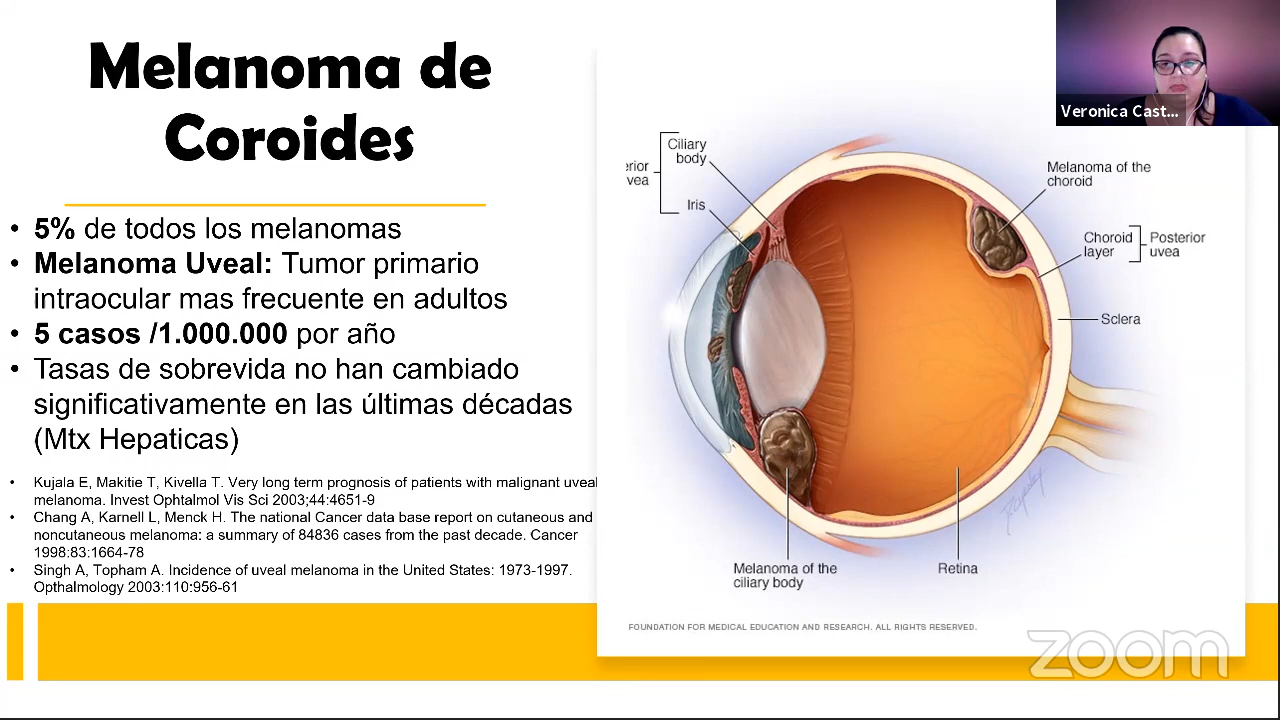 Melanoma de
Coroides
• 5% de todos los melanomas
• Melanoma Uveal: Tumor primario
intraocular mas frecuente en adultos
• 5 casos /1.000.000 por año
• Tasas de sobrevida no han cambiado
significativamente en las últimas décadas
(Mtx Hepaticas)
• Kujala E, Makitie T, Kivella T. Very long term prognosis of patients with malignant uveal
melanoma. Invest Ophtalmol Vis Sci 2003;44:4651-9
• Chang A, Karnell L, Menck H. The national Cancer data base report on cutaneous and
noncutaneous melanoma: a summary of 84836 cases from the past decade. Cancer
1998:83:1664-78
• Singh A, Topham A. Incidence of uveal melanoma in the United States: 1973-1997.
Opthalmology 2003:110:956-61
Veronica Cast...
Ciliary
body
erior
vea
Iris
Melanoma of the
choroid
Choroid
layer
Posterior
uvea
Sclera
Melanoma of the
ciliary body
Retina
FOUNDATION FOR MEDICAL EDUCATION AND RESEARCH. ALL RIGHTS RESERVED.
zoom